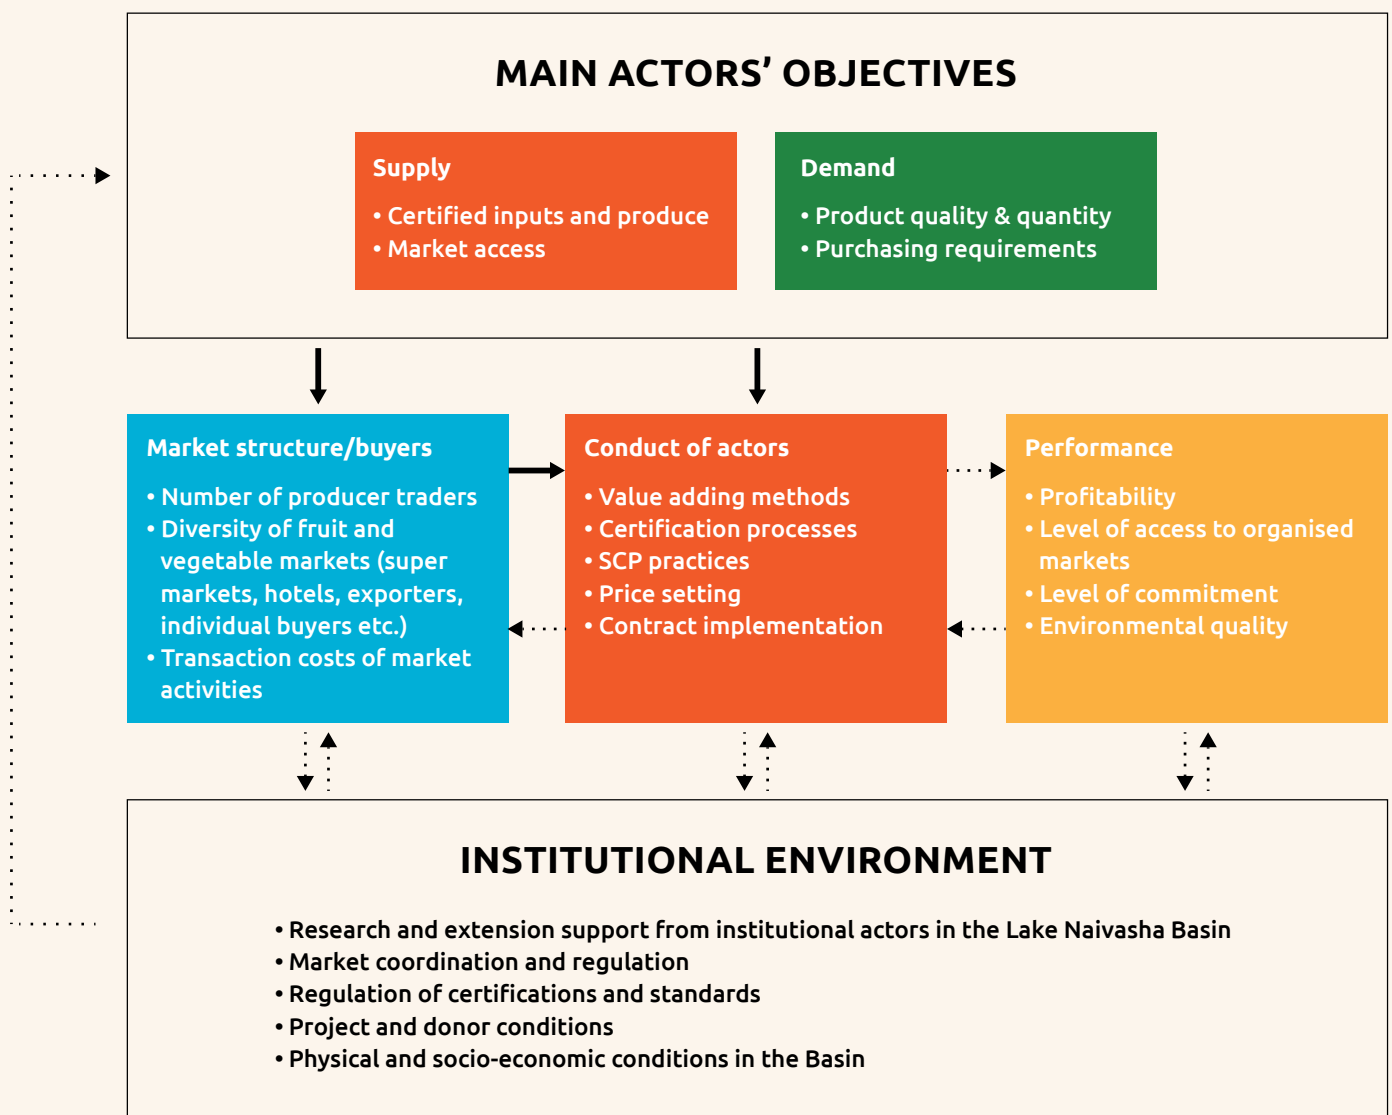 MAIN ACTORS’ OBJECTIVES
Supply
• Certified inputs and produce
• Market access
Demand
• Product quality & quantity
• Purchasing requirements
Market structure/buyers
• Number of producer traders
• Diversity of fruit and
vegetable markets (super
markets, hotels, exporters,
individual buyers etc.)
• Transaction costs of market
activities
Conduct of actors
• Value adding methods
• Certification processes
• SCP practices
• Price setting
• Contract implementation
Performance
• Profitability
• Level of access to organised
markets
• Level of commitment
• Environmental quality
INSTITUTIONAL ENVIRONMENT
• Research and extension support from institutional actors in the Lake Naivasha Basin
• Market coordination and regulation
• Regulation of certifications and standards
• Project and donor conditions
• Physical and socio-economic conditions in the Basin